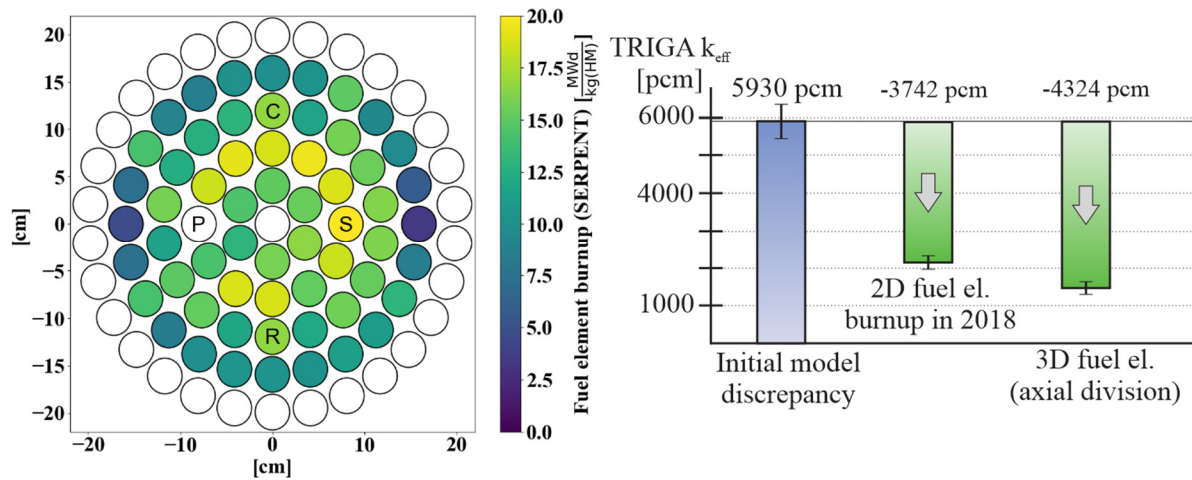 20
15
10
5
0
−5
−10
−15
−20
−20
−10
0
10
20
[cm]
[cm]
C
P
S
R
20.0
17.5
15.0
12.5
10.0
7.5
5.0
2.5
0.0
Fuel element burnup (SERPENT) [MWd/kg(HM)]
TRIGA keff
[pcm]
5930 pcm
-3742 pcm
-4324 pcm
6000
4000
1000
2D fuel el.
burnup in 2018
Initial model
discrepancy
3D fuel el.
(axial division)